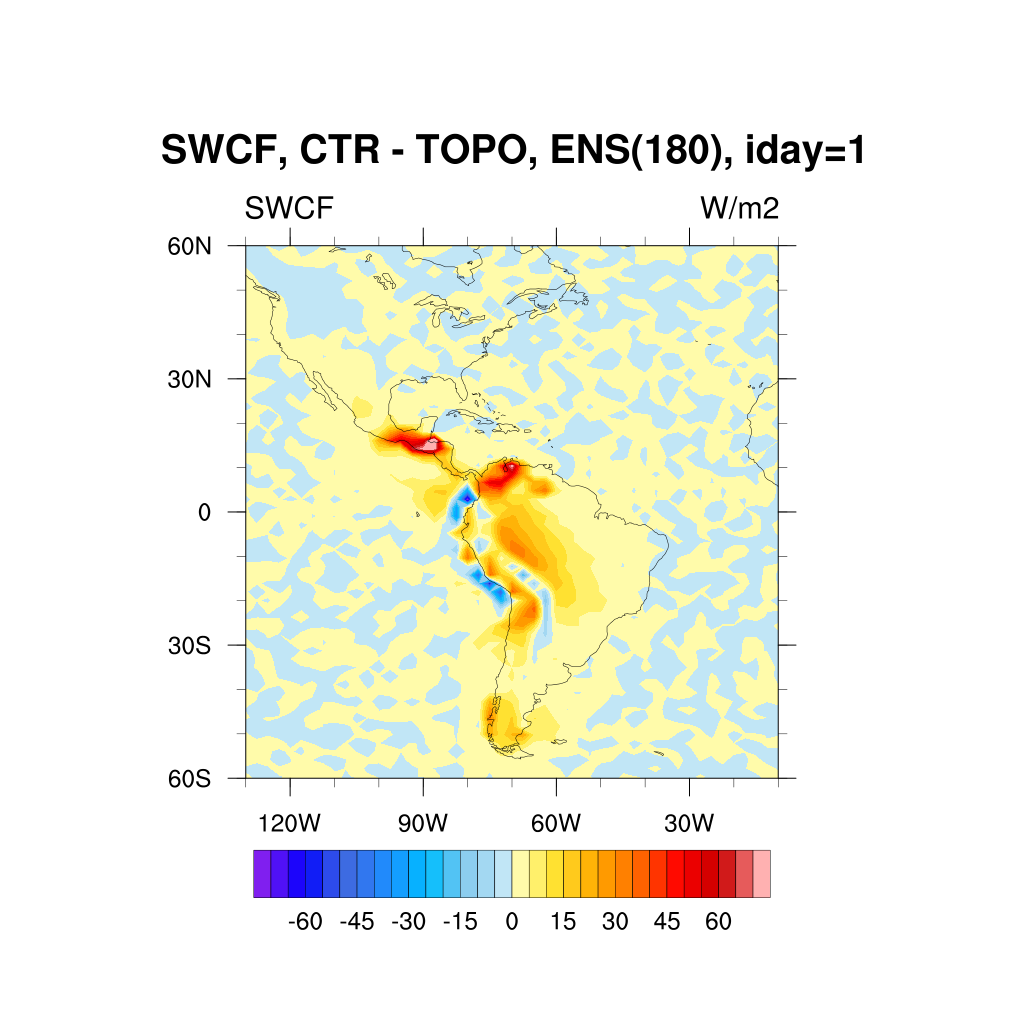 SWCF, CTR - TOPO, ENS(180), iday=1
SWCF W/m2
60N
30N
0
30S
60S
120W 90W 60W 30W
-60 -45 -30 -15 0 15 30 45 60